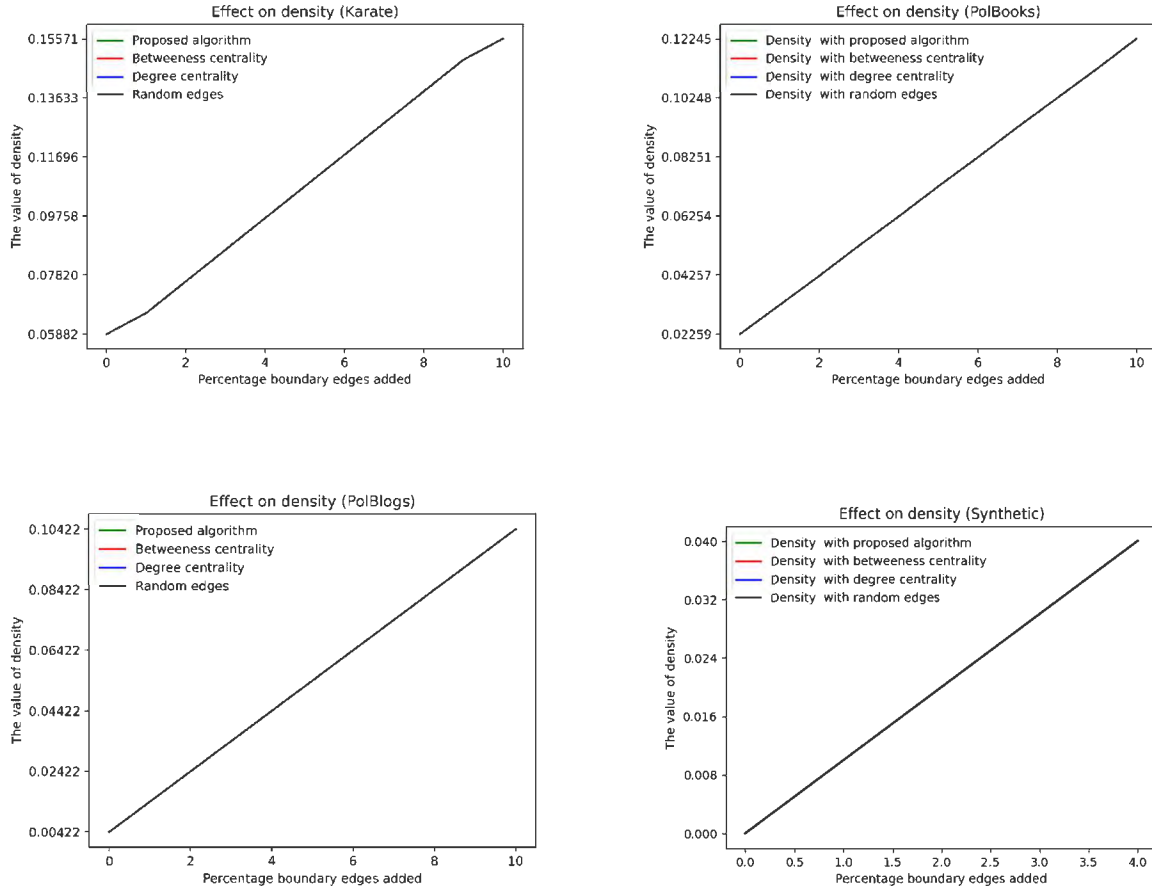 Effect on density (Karate)
0.15571
0.13633
0.11696
0.09758
0.07820
0.05882
The value of density
Proposed algorithm
Betweeness centrality
Degree centrality
Random edges
0 2 4 6 8 10
Percentage boundary edges added
Effect on density (PolBooks)
0.12245
0.10248
0.08251
0.06254
0.04257
0.02259
The value of density
Density with proposed algorithm
Density with betweeness centrality
Density with degree centrality
Density with random edges
0 2 4 6 8 10
Percentage boundary edges added
Effect on density (PolBlogs)
0.10422
0.08422
0.06422
0.04422
0.02422
0.00422
The value of density
Proposed algorithm
Betweeness centrality
Degree centrality
Random edges
0 2 4 6 8 10
Percentage boundary edges added
Effect on density (Synthetic)
0.040
0.032
0.024
0.016
0.008
0.000
The value of density
Density with proposed algorithm
Density with betweeness centrality
Density with degree centrality
Density with random edges
0.0 0.5 1.0 1.5 2.0 2.5 3.0 3.5 4.0
Percentage boundary edges added